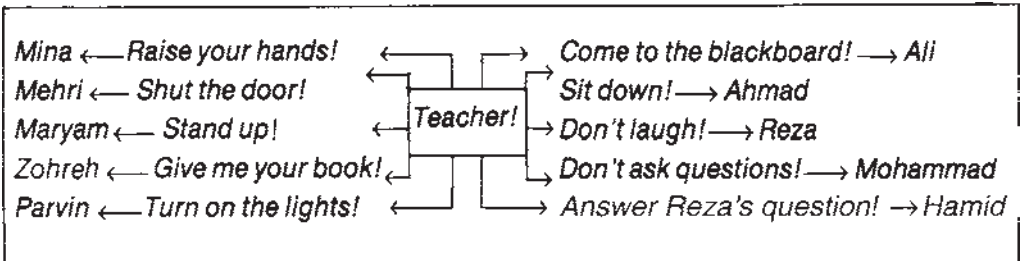 Mina ← Raise your hands!
Mehri ← Shut the door!
Maryam ← Stand up!
Zohreh ← Give me your book!
Parvin ← Turn on the lights!
Teacher!
Come to the blackboard! → Ali
Sit down! → Ahmad
Don't laugh! → Reza
Don't ask questions! → Mohammad
Answer Reza's question! → Hamid